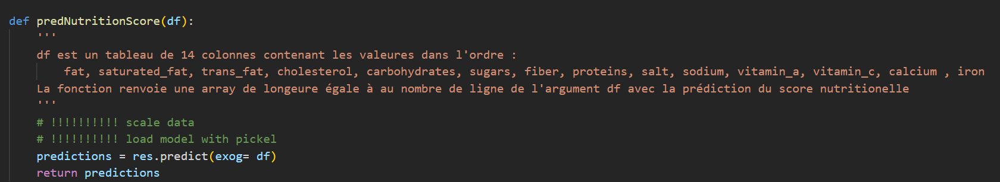 def predNutritionScore(df):
'''
df est un tableau de 14 colonnes contenant les valeures dans l'ordre :
fat, saturated_fat, trans_fat, cholesterol, carbohydrates, sugars, fiber, proteins, salt, sodium, vitamin_a, vitamin_c, calcium , iron
La fonction renvoie une array de longeure égale à au nombre de ligne de l'argument df avec la prédiction du score nutritionelle
'''
# !!!!!!!!!! scale data
# !!!!!!!!!! load model with pickel
predictions = res.predict(exog= df)
return predictions